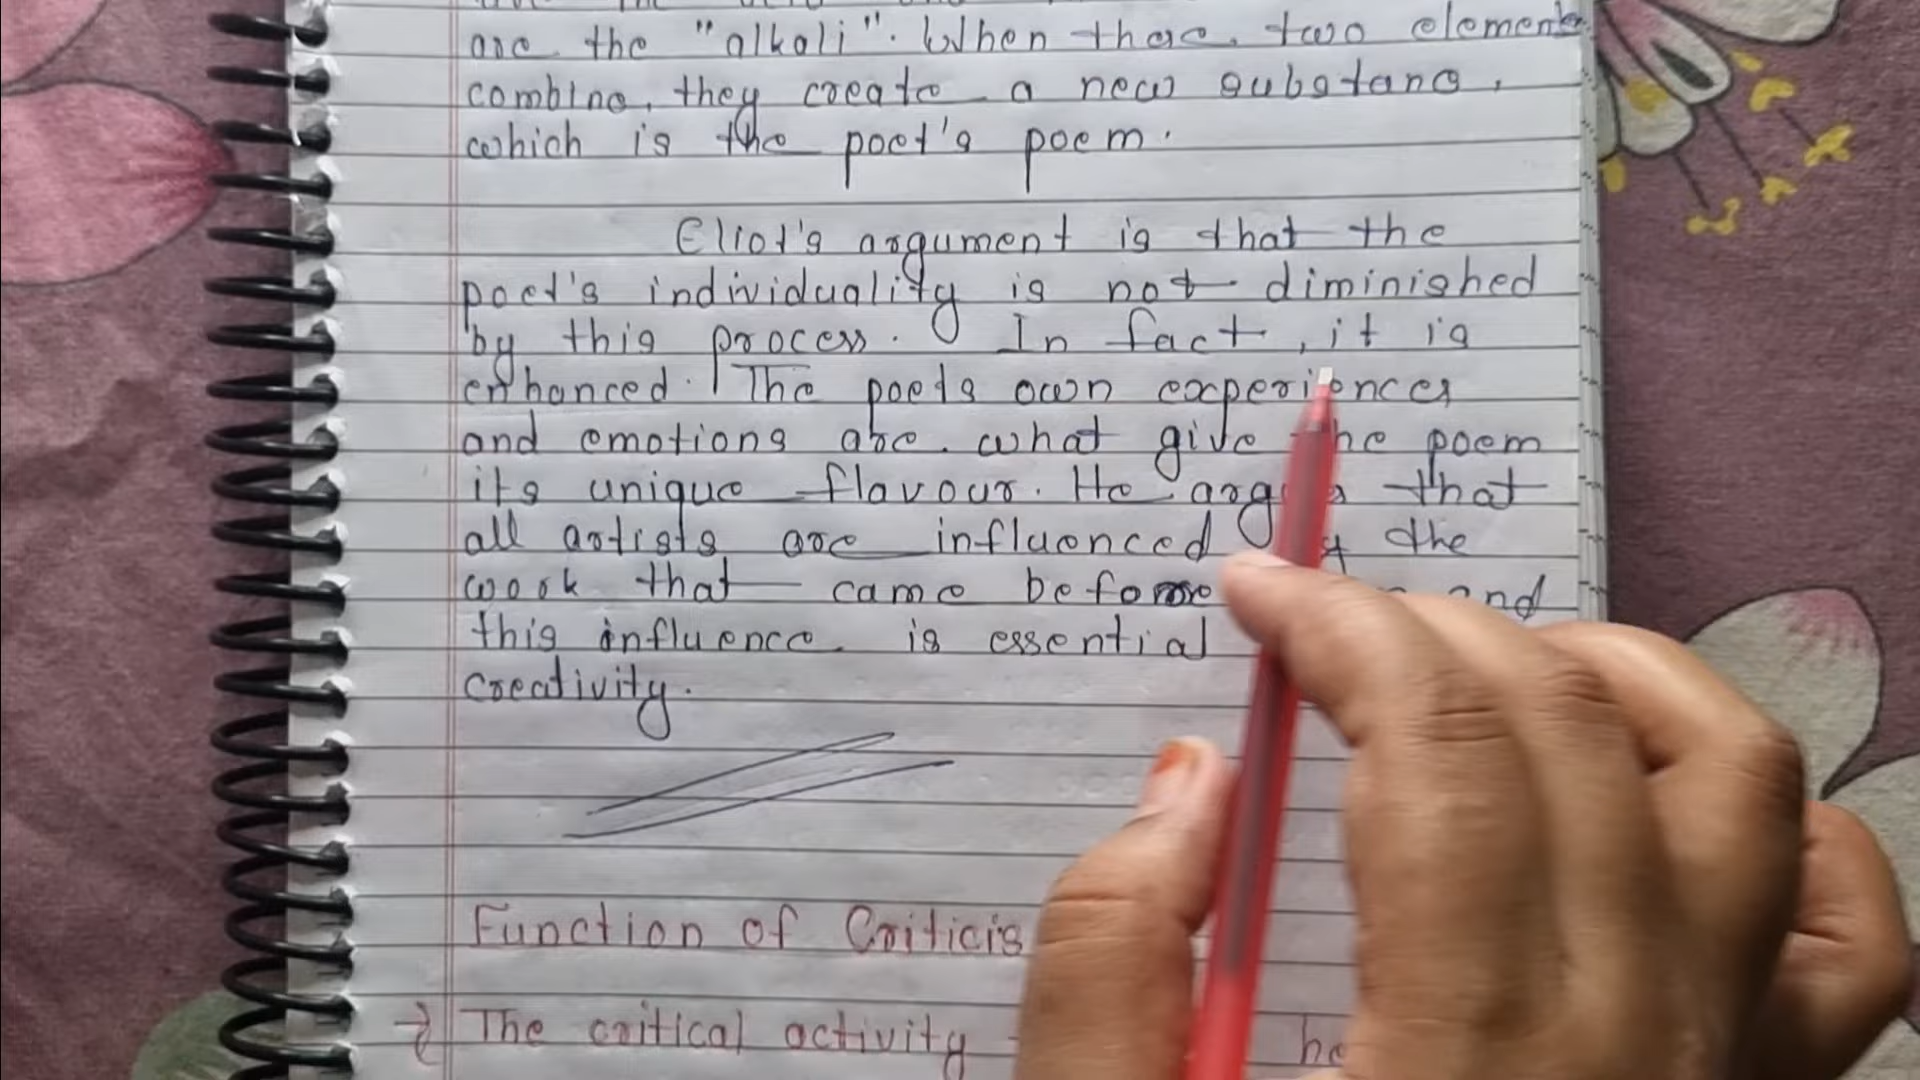 are the "alkali". When these two elements
combine, they create a new substanc,
which is the poet's poem.
Eliot's argument is that the
poet's individuality is not diminished
by this process. In fact, it is
enhanced. The poets own experiences
and emotions are what give the poem
its unique flavour. He argues that
all artists are influenced by the
work that came before and
this influence is essential
creativity.
Function of Criticis
The critical activity